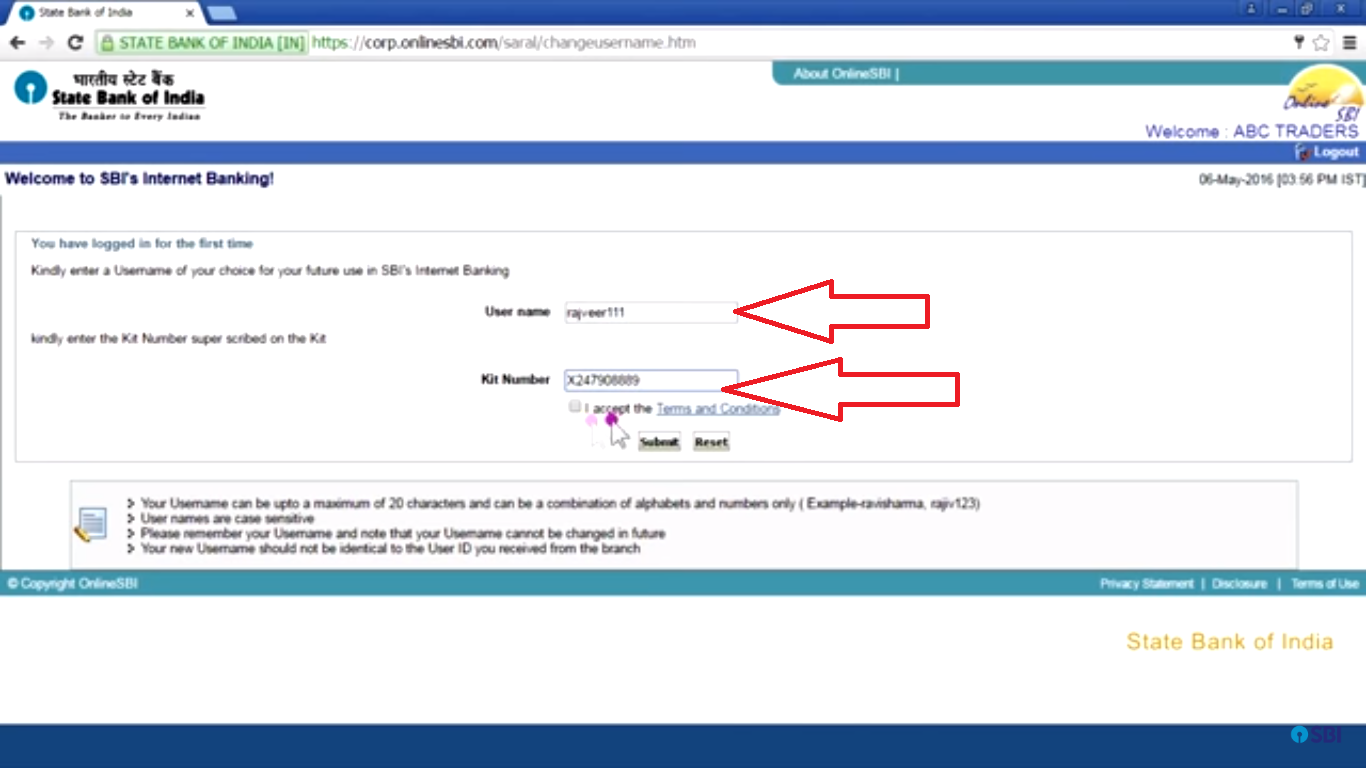 State Bank of India
STATE BANK OF INDIA [IN] https://corp.onlinesbi.com/saral/changeusername.htm
About OnlineSBI |
भारतीय स्टेट बैंक
State Bank of India
The Banker to Every Indian
Online SBI
Welcome : ABC TRADERS
Logout
Welcome to SBI's Internet Banking!
06-May-2016 [03:56 PM IST]
You have logged in for the first time
Kindly enter a Username of your choice for your future use in SBI's Internet Banking
User name rajveer111
kindly enter the Kit Number super scribed on the Kit
Kit Number X247908889
I accept the Terms and Conditions
Submit Reset
> Your Username can be upto a maximum of 20 characters and can be a combination of alphabets and numbers only ( Example-ravisharma, rajiv123)
> User names are case sensitive
> Please remember your Username and note that your Username cannot be changed in future
> Your new Username should not be identical to the User ID you received from the branch
© Copyright OnlineSBI
Privacy Statement | Disclosure | Terms of Use
State Bank of India
SBI